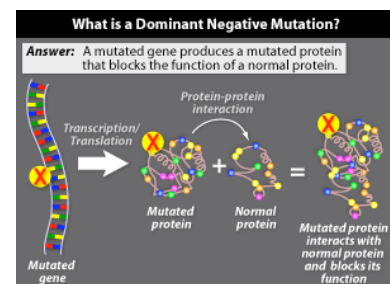 What is a Dominant Negative Mutation?
Answer: A mutated gene produces a mutated protein
that blocks the function of a normal protein.
Protein-protein
interaction
Transcription/
Translation
X
X
X
+
=
Mutated
protein
Normal
protein
Mutated protein
interacts with
normal protein
and blocks its
function
Mutated
gene